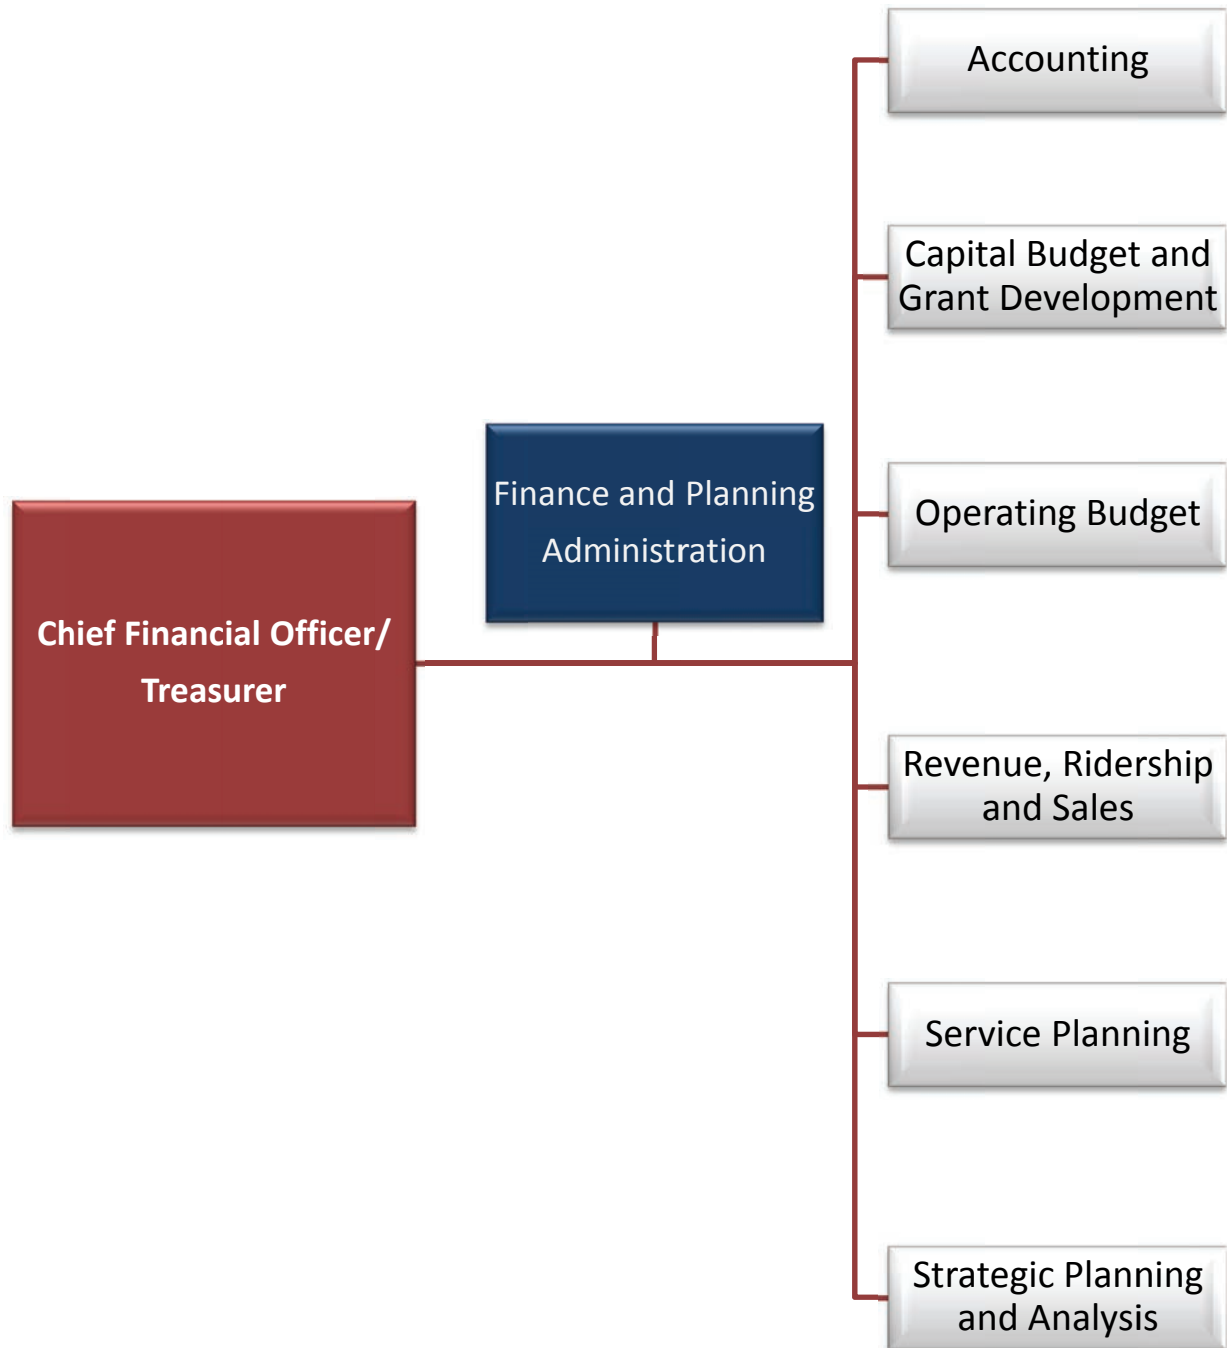 Chief Financial Officer/
Treasurer
Finance and Planning
Administration
Accounting
Capital Budget and
Grant Development
Operating Budget
Revenue, Ridership
and Sales
Service Planning
Strategic Planning
and Analysis